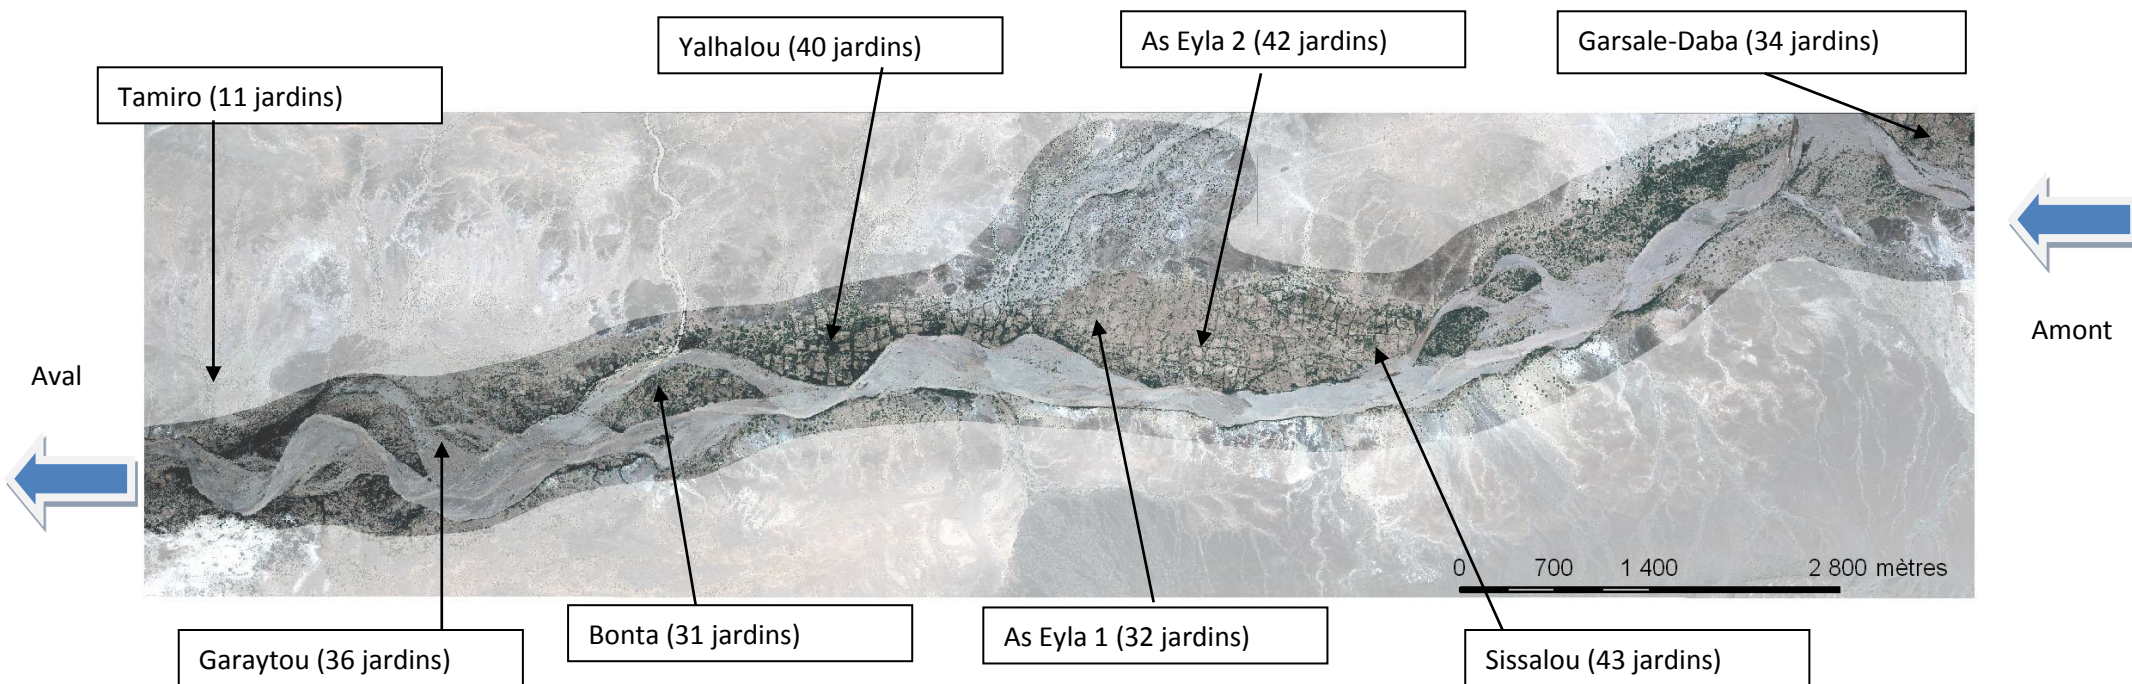 Yalhalou (40 jardins)
As Eyla 2 (42 jardins)
Garsale-Daba (34 jardins)
Tamiro (11 jardins)
Amont
Aval
0 700 1 400 2 800 mètres
Bonta (31 jardins)
As Eyla 1 (32 jardins)
Garaytou (36 jardins)
Sissalou (43 jardins)